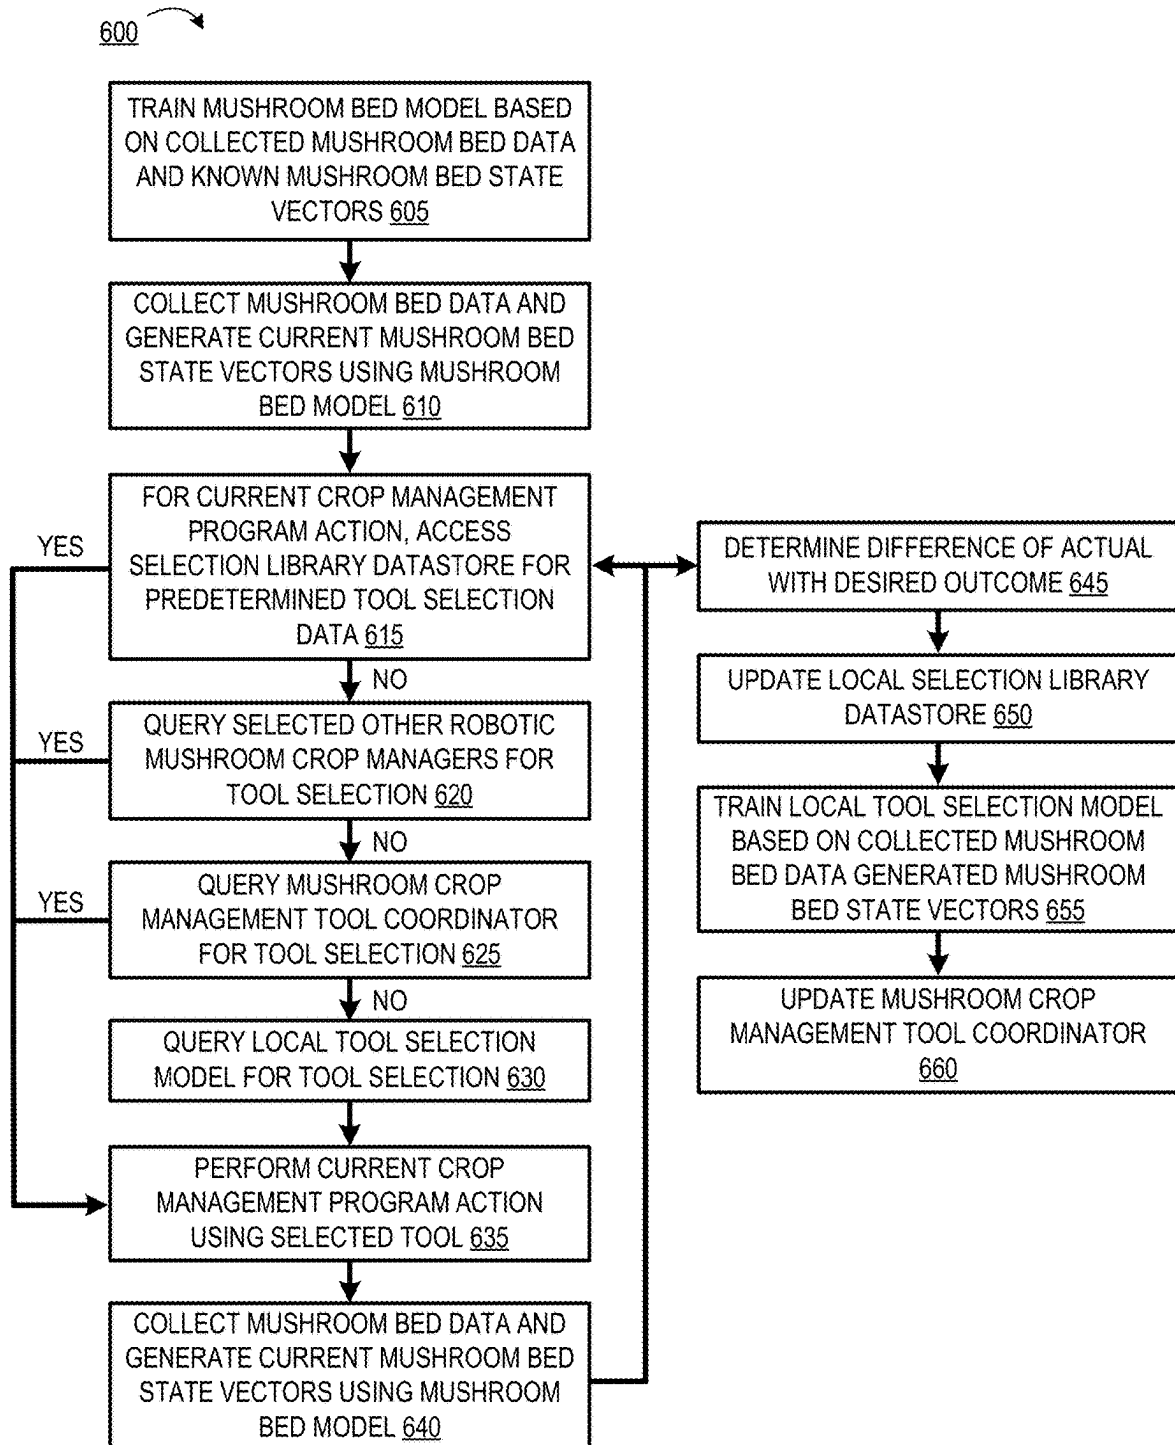 600
TRAIN MUSHROOM BED MODEL BASED
ON COLLECTED MUSHROOM BED DATA
AND KNOWN MUSHROOM BED STATE
VECTORS 605
COLLECT MUSHROOM BED DATA AND
GENERATE CURRENT MUSHROOM BED
STATE VECTORS USING MUSHROOM
BED MODEL 610
FOR CURRENT CROP MANAGEMENT
PROGRAM ACTION, ACCESS
SELECTION LIBRARY DATASTORE FOR
PREDETERMINED TOOL SELECTION
DATA 615
YES
NO
QUERY SELECTED OTHER ROBOTIC
MUSHROOM CROP MANAGERS FOR
TOOL SELECTION 620
YES
NO
QUERY MUSHROOM CROP
MANAGEMENT TOOL COORDINATOR
FOR TOOL SELECTION 625
YES
NO
QUERY LOCAL TOOL SELECTION
MODEL FOR TOOL SELECTION 630
PERFORM CURRENT CROP
MANAGEMENT PROGRAM ACTION
USING SELECTED TOOL 635
COLLECT MUSHROOM BED DATA AND
GENERATE CURRENT MUSHROOM BED
STATE VECTORS USING MUSHROOM
BED MODEL 640
DETERMINE DIFFERENCE OF ACTUAL
WITH DESIRED OUTCOME 645
UPDATE LOCAL SELECTION LIBRARY
DATASTORE 650
TRAIN LOCAL TOOL SELECTION MODEL
BASED ON COLLECTED MUSHROOM
BED DATA GENERATED MUSHROOM
BED STATE VECTORS 655
UPDATE MUSHROOM CROP
MANAGEMENT TOOL COORDINATOR
660